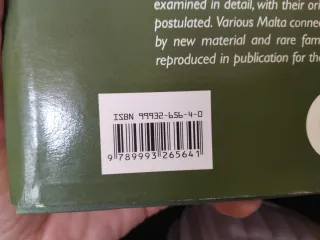 examined in detail, with their ori
postulated. Various Malta conne
by new material and rare fam
reproduced in publication for the
ISBN 99932-656-4-0
9 789993 265641